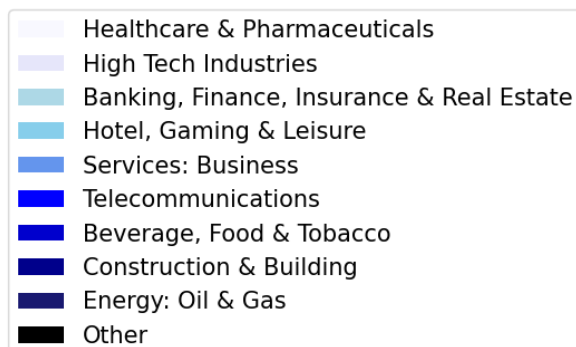 Healthcare & Pharmaceuticals
High Tech Industries
Banking, Finance, Insurance & Real Estate
Hotel, Gaming & Leisure
Services: Business
Telecommunications
Beverage, Food & Tobacco
Construction & Building
Energy: Oil & Gas
Other